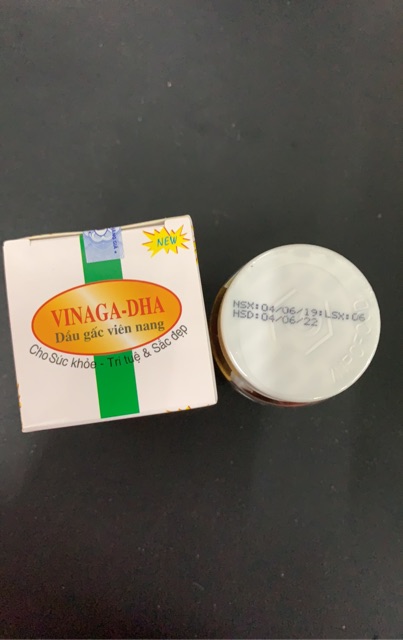 NEW
VINAGA-DHA
Dầu gấc viên nang
Cho Sức khỏe - Trí tuệ & Sắc đẹp
NSX:04/06/19:LSX:06
HSD:04/06/22